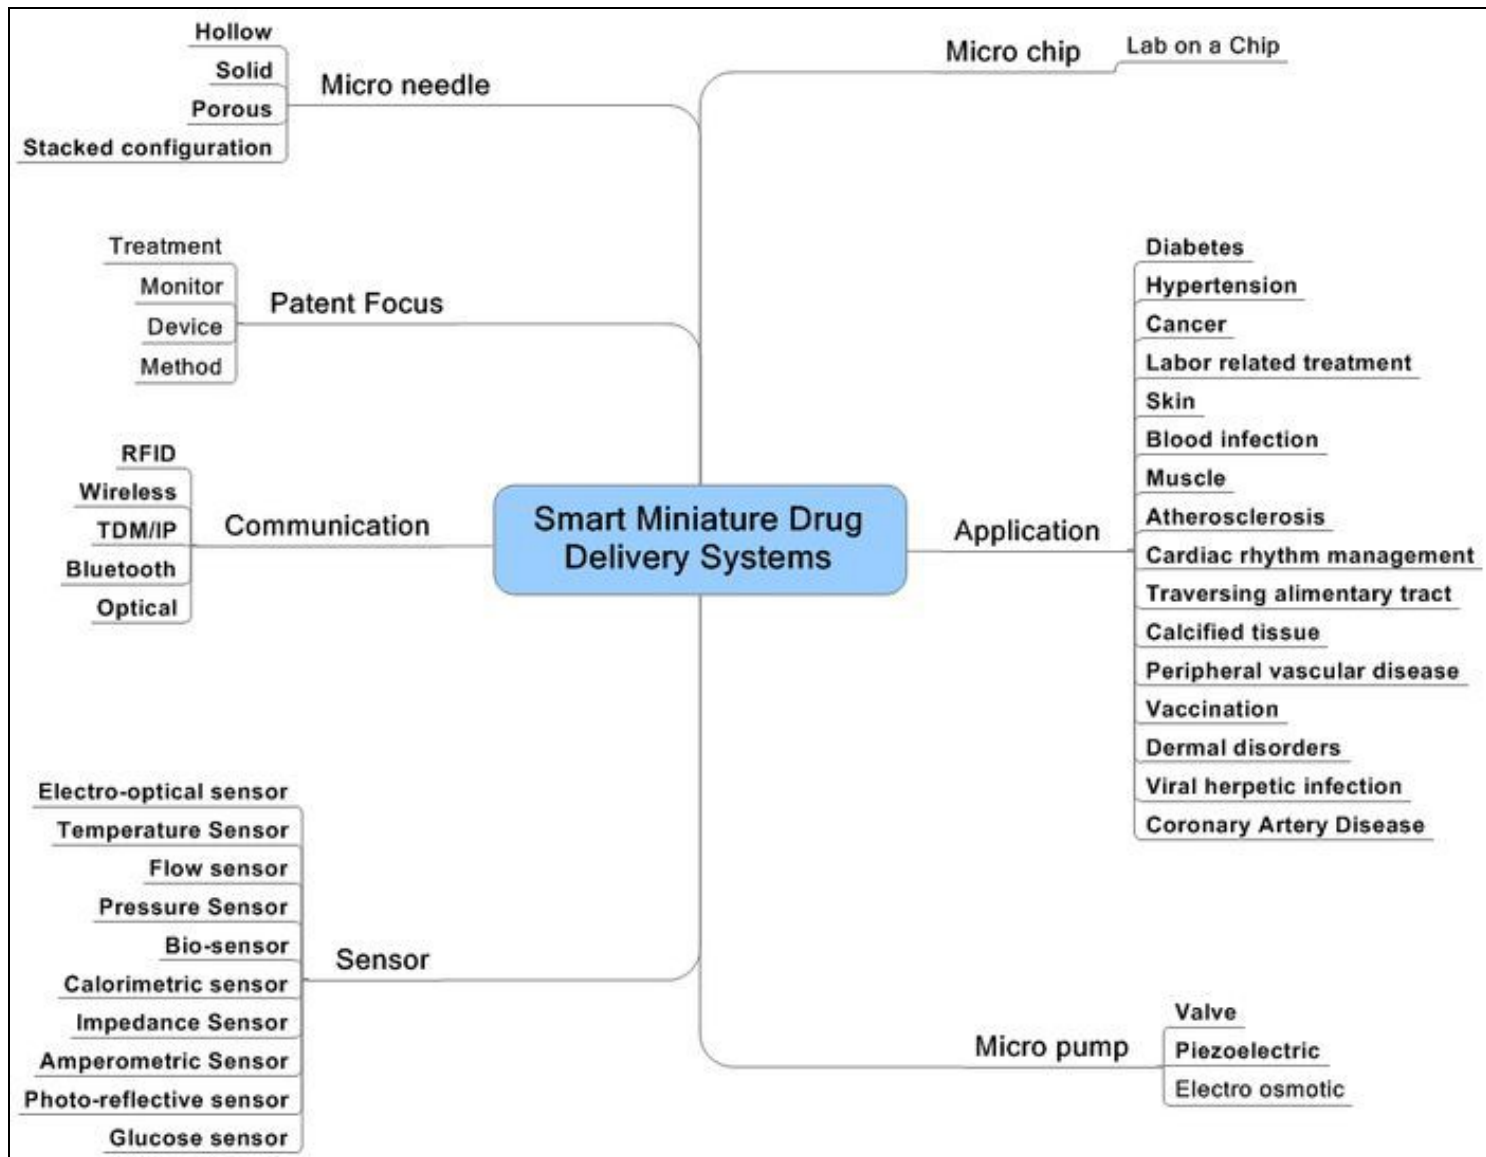 Smart Miniature Drug
Delivery Systems
Micro needle
Hollow
Solid
Porous
Stacked configuration
Patent Focus
Treatment
Monitor
Device
Method
Communication
RFID
Wireless
TDM/IP
Bluetooth
Optical
Sensor
Electro-optical sensor
Temperature Sensor
Flow sensor
Pressure Sensor
Bio-sensor
Calorimetric sensor
Impedance Sensor
Amperometric Sensor
Photo-reflective sensor
Glucose sensor
Micro chip
Lab on a Chip
Application
Diabetes
Hypertension
Cancer
Labor related treatment
Skin
Blood infection
Muscle
Atherosclerosis
Cardiac rhythm management
Traversing alimentary tract
Calcified tissue
Peripheral vascular disease
Vaccination
Dermal disorders
Viral herpetic infection
Coronary Artery Disease
Micro pump
Valve
Piezoelectric
Electro osmotic